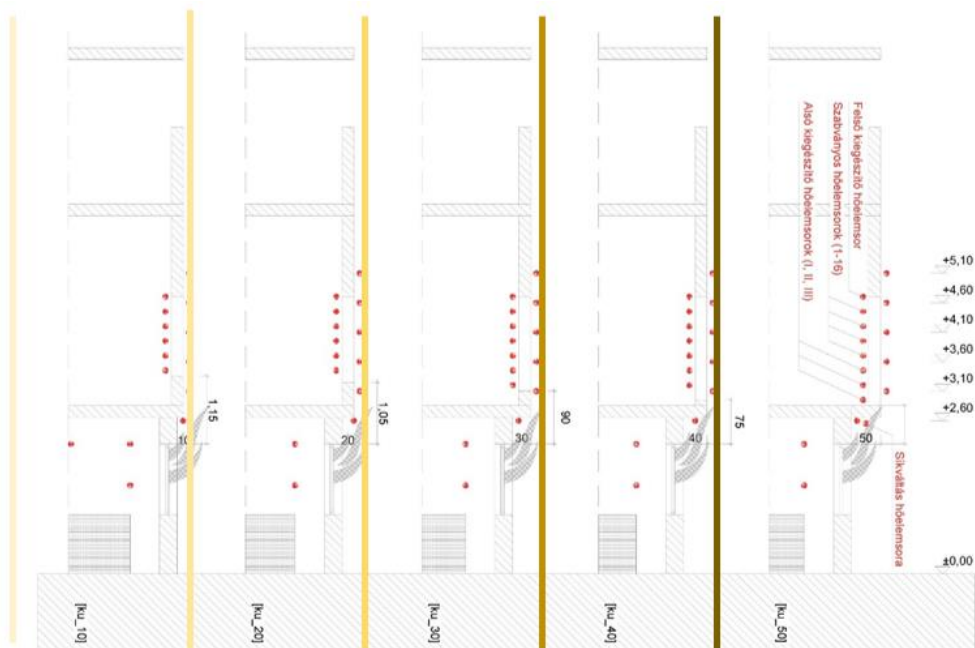 Felső kiegészítő hőelemsor
Szabványos hőelemsorok (1-16)
Alsó kiegészítő hőelemsorok (I, II, III)
+5,10
+4,60
+4,10
+3,60
+3,10
+2,60
±0,00
Síkváltás hőelemsora
1,15
1,05
90
75
10
20
30
40
50
[ku_10]
[ku_20]
[ku_30]
[ku_40]
[ku_50]